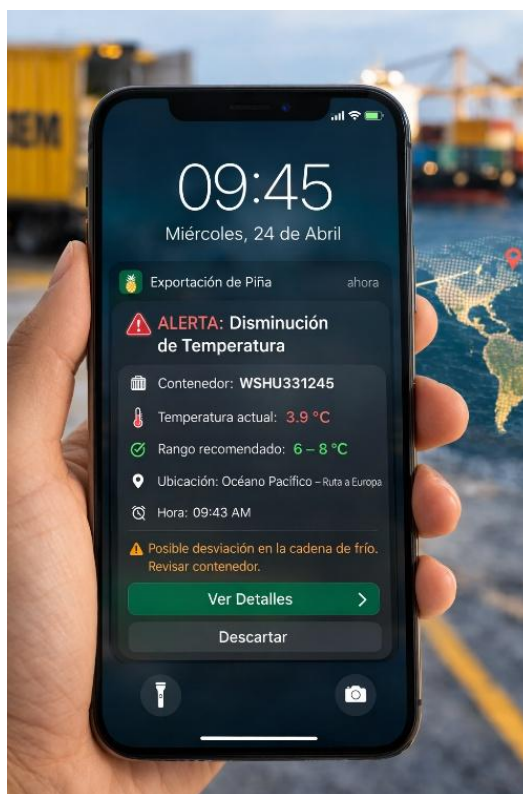 09:45
Miércoles, 24 de Abril
Exportación de Piña ahora
ALERTA: Disminución
de Temperatura
Contenedor: WSHU331245
Temperatura actual: 3.9 °C
Rango recomendado: 6 – 8 °C
Ubicación: Océano Pacífico – Ruta a Europa
Hora: 09:43 AM
Posible desviación en la cadena de frío.
Revisar contenedor.
Ver Detalles
Descartar